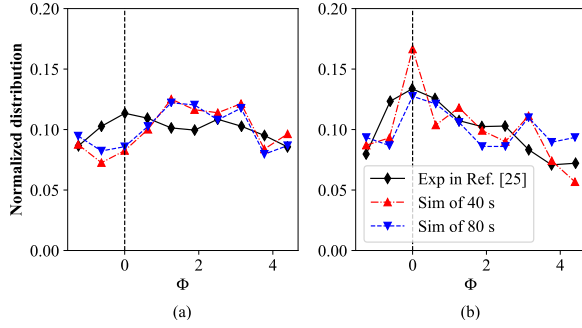 (a)
(b)
0.20
0.15
0.10
0.05
0.00
0.20
0.15
0.10
0.05
0.00
Normalized distribution
0 2 4
0 2 4
Φ
Φ
Exp in Ref. [25]
Sim of 40 s
Sim of 80 s